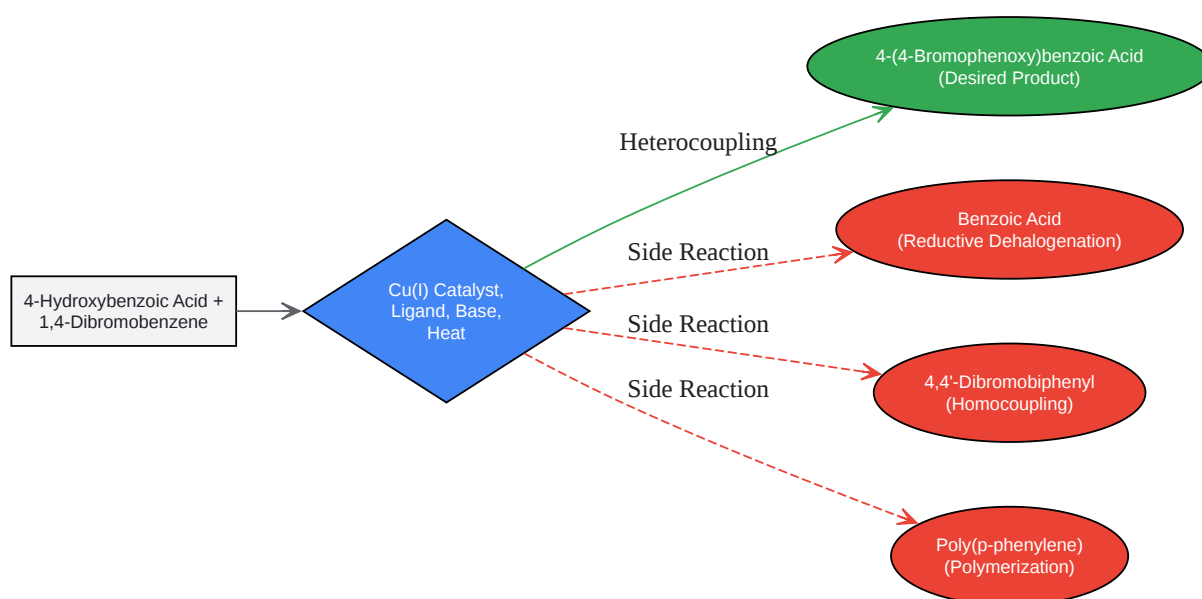 4-(4-Bromophenoxy)benzoic Acid
(Desired Product)
Heterocoupling
Benzoic Acid
(Reductive Dehalogenation)
Side Reaction
4-Hydroxybenzoic Acid +
1,4-Dibromobenzene
Cu(I) Catalyst,
Ligand, Base,
Heat
Side Reaction
4,4'-Dibromobiphenyl
(Homocoupling)
Side Reaction
Poly(p-phenylene)
(Polymerization)